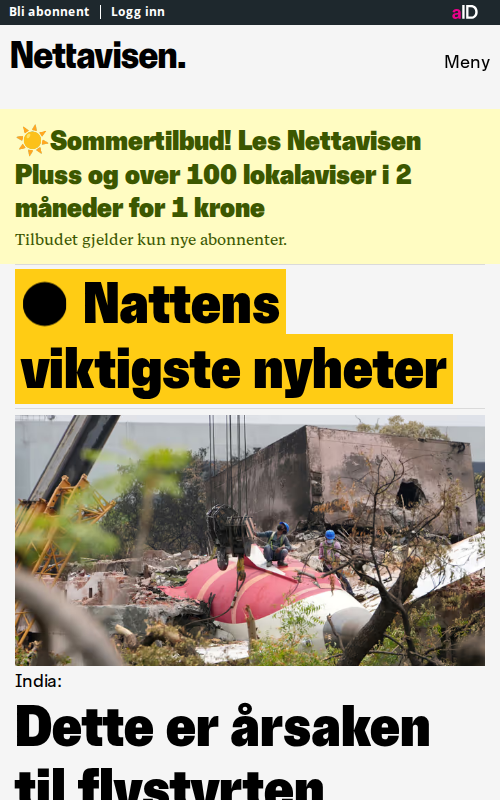 Bli abonnent
Logg inn
aID
Nettavisen.
Meny
Sommertilbud! Les Nettavisen
Pluss og over 100 lokalaviser i 2
måneder for 1 krone
Tilbudet gjelder kun nye abonnenter.
Nattens
viktigste nyheter
India:
Dette er årsaken
til flystyrten